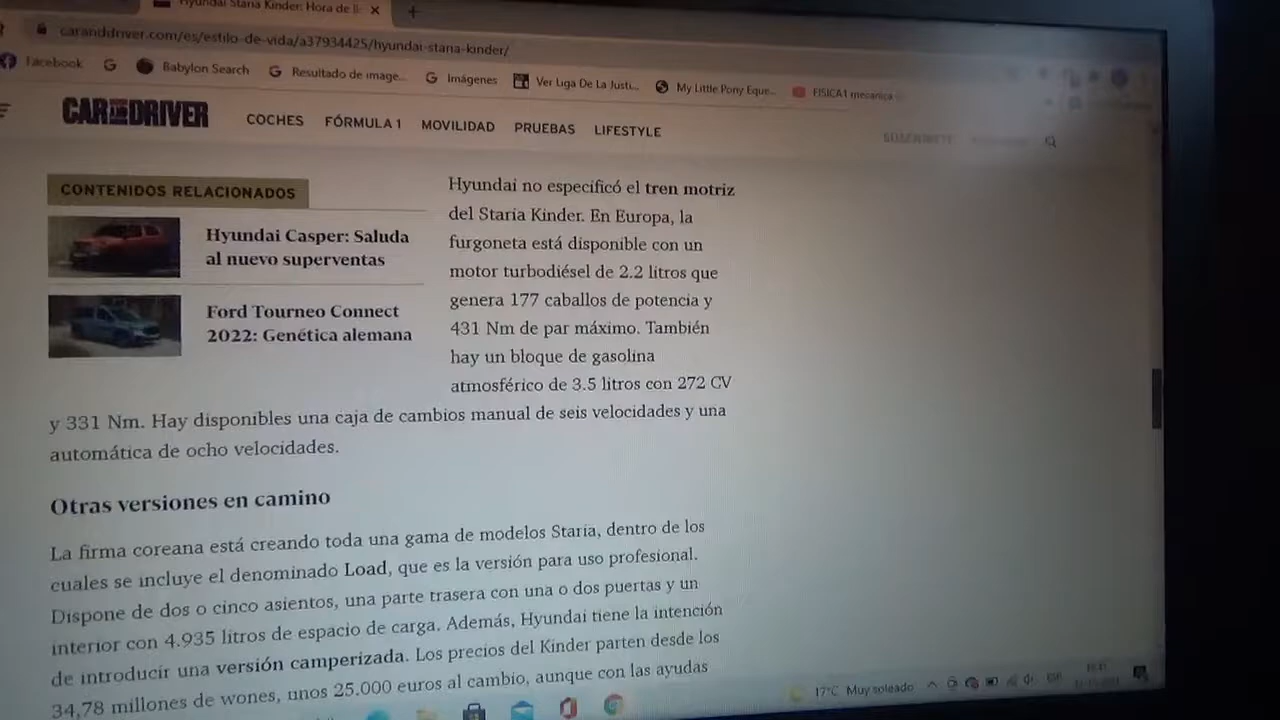 Hyundai Staria Kinder: Hora de
caranddriver.com/es/estilo-de-vida/a37934425/hyundai-staria-kinder/
Facebook
Babylon Search
Resultado de image...
Imágenes
Ver Liga De La Justi...
My Little Pony Eque...
FISICA1 mecanica
CAR AND DRIVER
COCHES
FÓRMULA 1
MOVILIDAD
PRUEBAS
LIFESTYLE
SUSCRÍBETE
CONTENIDOS RELACIONADOS
Hyundai Casper: Saluda
al nuevo superventas
Ford Tourneo Connect
2022: Genética alemana
Hyundai no especificó el tren motriz
del Staria Kinder. En Europa, la
furgoneta está disponible con un
motor turbodiésel de 2.2 litros que
genera 177 caballos de potencia y
431 Nm de par máximo. También
hay un bloque de gasolina
atmosférico de 3.5 litros con 272 CV
y 331 Nm. Hay disponibles una caja de cambios manual de seis velocidades y una
automática de ocho velocidades.
Otras versiones en camino
La firma coreana está creando toda una gama de modelos Staria, dentro de los
cuales se incluye el denominado Load, que es la versión para uso profesional.
Dispone de dos o cinco asientos, una parte trasera con una o dos puertas y un
interior con 4.935 litros de espacio de carga. Además, Hyundai tiene la intención
de introducir una versión camperizada. Los precios del Kinder parten desde los
34,78 millones de wones, unos 25.000 euros al cambio, aunque con las ayudas
17°C Muy soleado
ESP